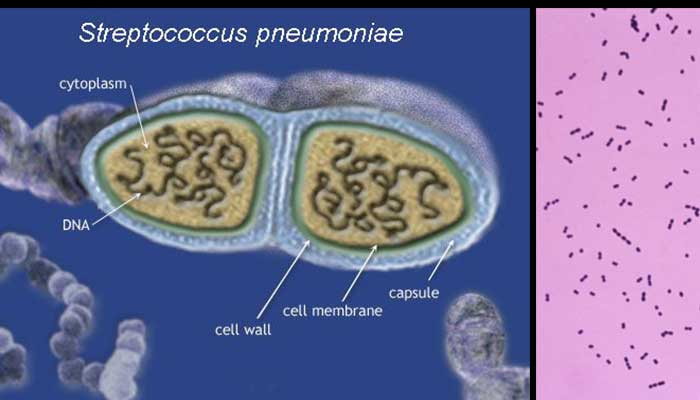 Streptococcus pneumoniae
cytoplasm
DNA
capsule
cell membrane
cell wall